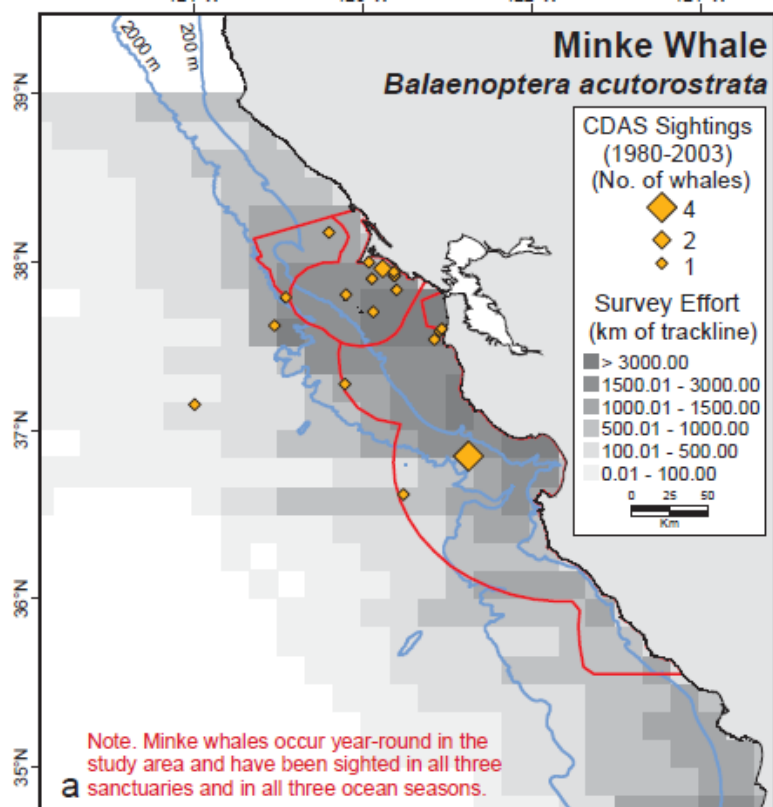 Minke Whale
Balaenoptera acutorostrata
2000 m
200 m
39°N
38°N
37°N
36°N
35°N
CDAS Sightings
(1980-2003)
(No. of whales)
4
2
1
Survey Effort
(km of trackline)
> 3000.00
1500.01 - 3000.00
1000.01 - 1500.00
500.01 - 1000.00
100.01 - 500.00
0.01 - 100.00
0 25 50
Km
Note. Minke whales occur year-round in the
study area and have been sighted in all three
a sanctuaries and in all three ocean seasons.